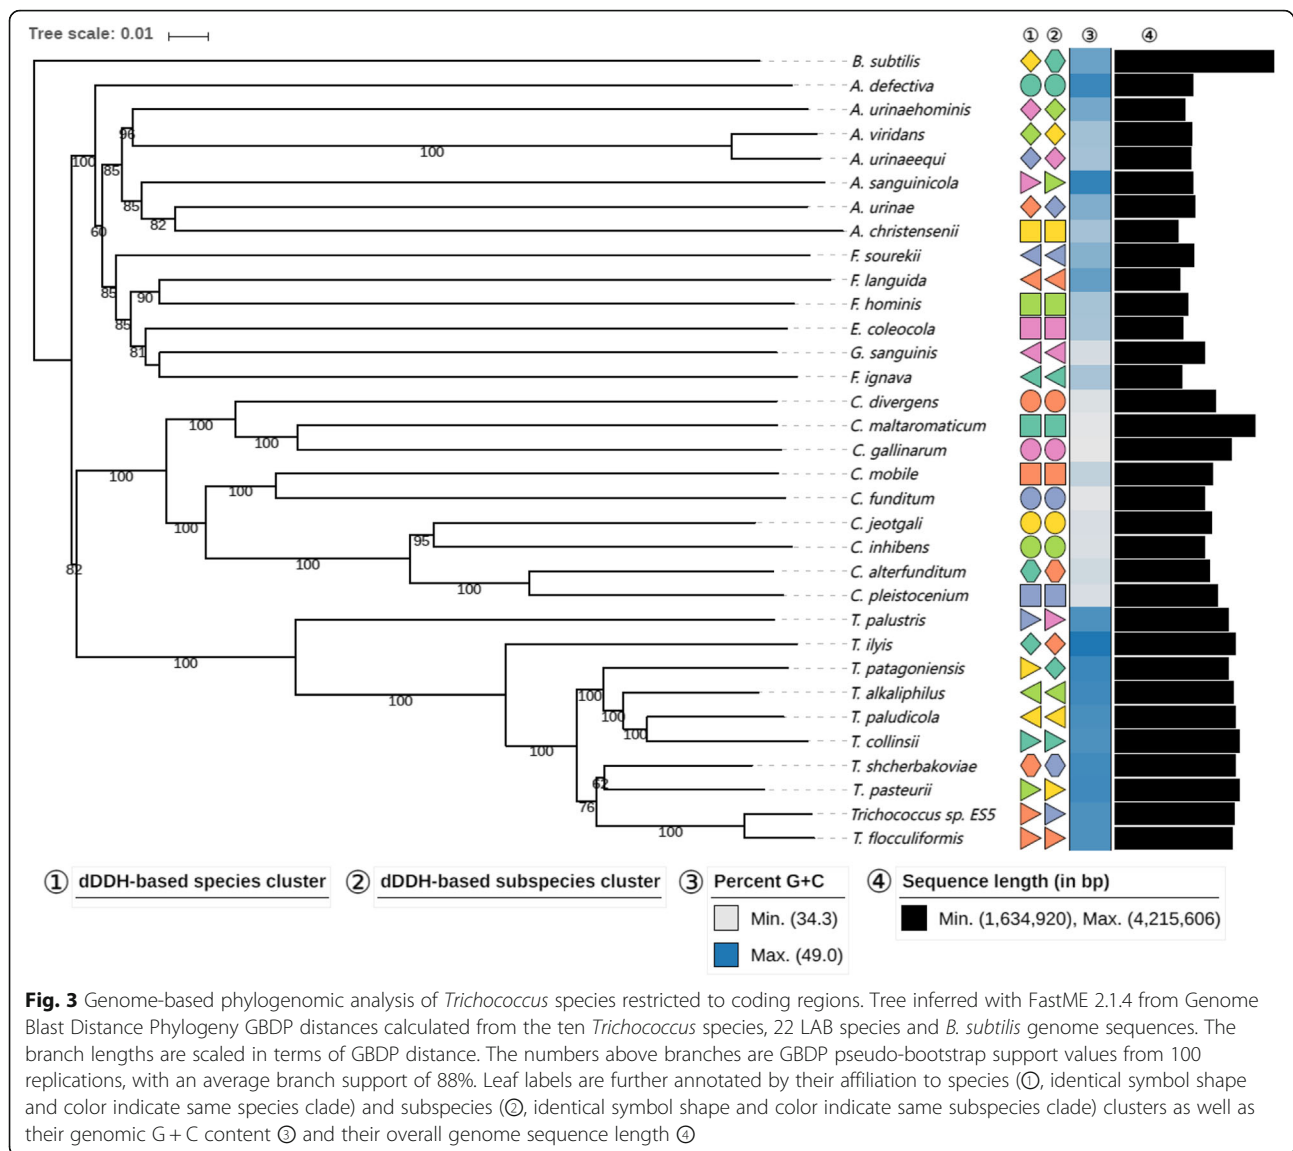 Tree scale: 0.01
① ② ③ ④
B. subtilis
A. defectiva
A. urinaehominis
A. viridans
A. urinaeequi
A. sanguinicola
A. urinae
A. christensenii
F. sourekii
F. languida
F. hominis
E. coleocola
G. sanguinis
F. ignava
C. divergens
C. maltaromaticum
C. gallinarum
C. mobile
C. funditum
C. jeotgali
C. inhibens
C. alterfunditum
C. pleistocenium
T. palustris
T. ilyis
T. patagoniensis
T. alkaliphilus
T. paludicola
T. collinsii
T. shcherbakoviae
T. pasteurii
Trichococcus sp. ES5
T. flocculiformis
96
100
100
85
85
82
60
85
90
85
81
100
100
100
100
100
95
100
100
82
100
100
100
100
100
100
62
76
100
① dDDH-based species cluster
② dDDH-based subspecies cluster
③ Percent G+C
Min. (34.3)
Max. (49.0)
④ Sequence length (in bp)
Min. (1,634,920), Max. (4,215,606)
Fig. 3 Genome-based phylogenomic analysis of Trichococcus species restricted to coding regions. Tree inferred with FastME 2.1.4 from Genome
Blast Distance Phylogeny GBDP distances calculated from the ten Trichococcus species, 22 LAB species and B. subtilis genome sequences. The
branch lengths are scaled in terms of GBDP distance. The numbers above branches are GBDP pseudo-bootstrap support values from 100
replications, with an average branch support of 88%. Leaf labels are further annotated by their affiliation to species (①, identical symbol shape
and color indicate same species clade) and subspecies (②, identical symbol shape and color indicate same subspecies clade) clusters as well as
their genomic G + C content ③ and their overall genome sequence length ④